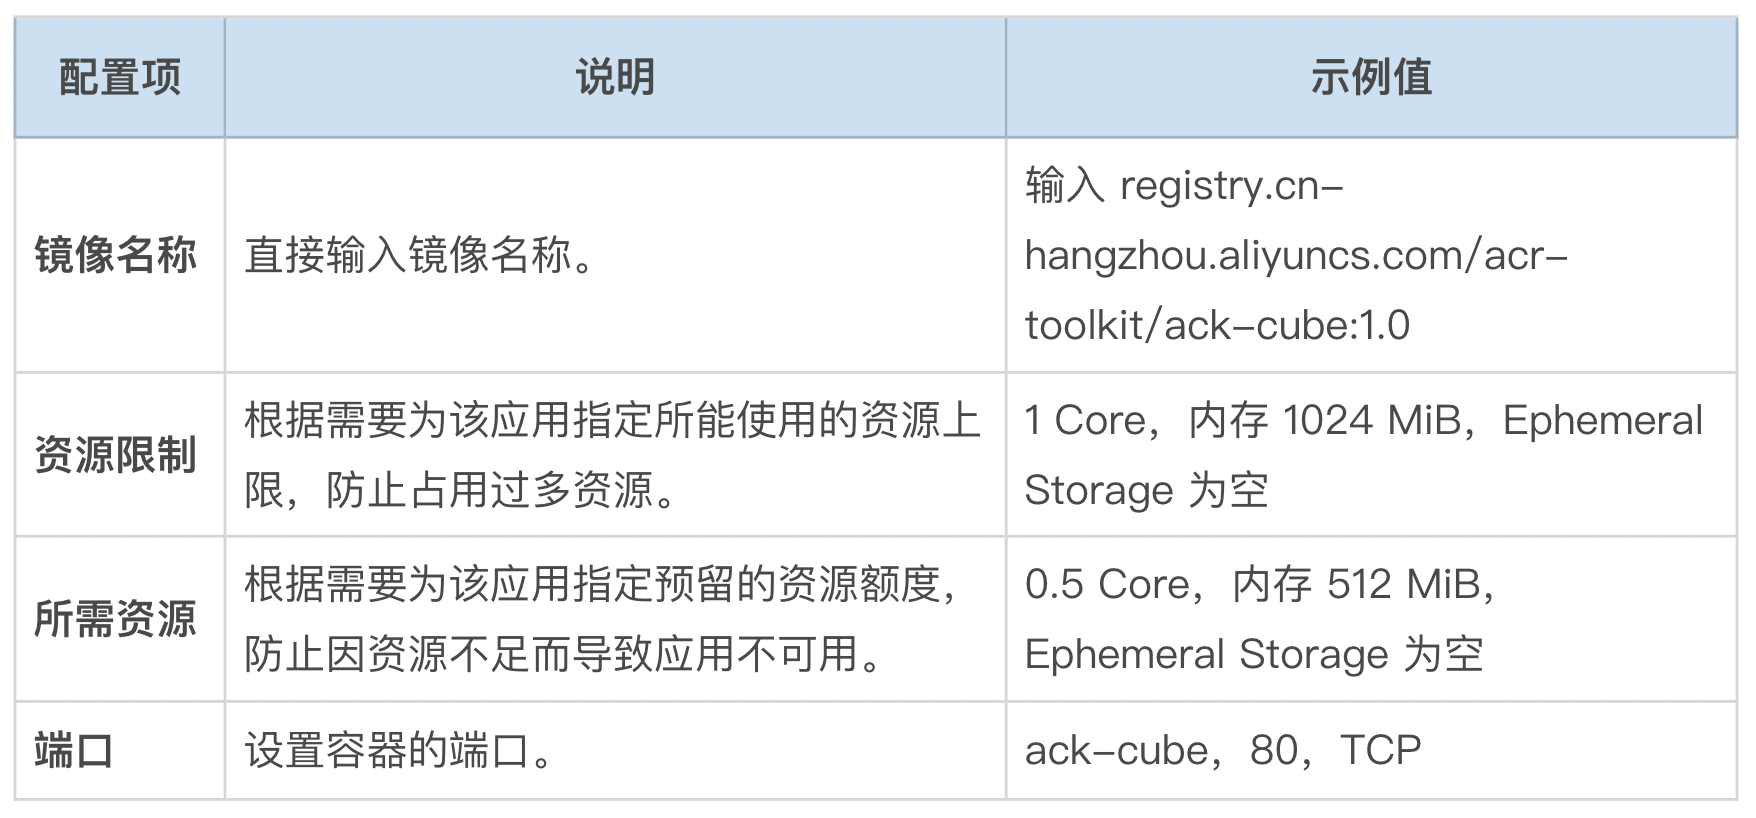 配置项
说明
示例值
镜像名称
直接输入镜像名称。
输入 registry.cn-
hangzhou.aliyuncs.com/acr-
toolkit/ack-cube:1.0
资源限制
根据需要为该应用指定所能使用的资源上
限，防止占用过多资源。
1 Core，内存 1024 MiB，Ephemeral
Storage 为空
所需资源
根据需要为该应用指定预留的资源额度，
防止因资源不足而导致应用不可用。
0.5 Core，内存 512 MiB，
Ephemeral Storage 为空
端口
设置容器的端口。
ack-cube，80，TCP